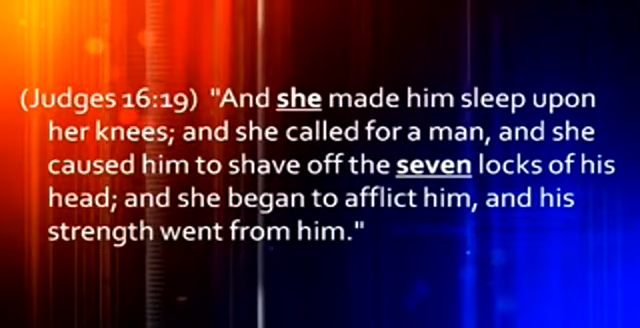 (Judges 16:19) "And she made him sleep upon
her knees; and she called for a man, and she
caused him to shave off the seven locks of his
head; and she began to afflict him, and his
strength went from him."